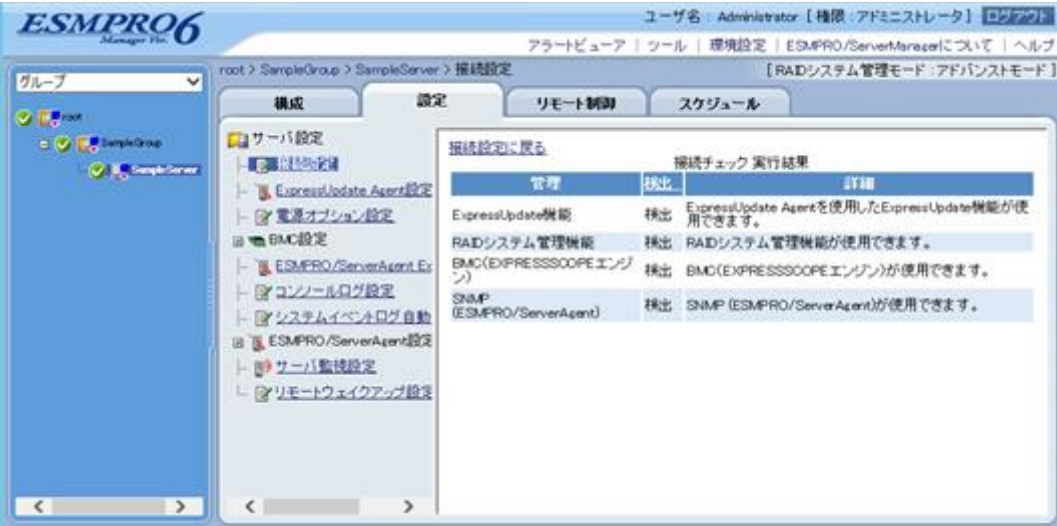 ESMPRO6
Manager Ver.
ユーザ名 : Administrator [ 権限 : アドミニストレータ ] ログアウト
アラートビューア | ツール | 環境設定 | ESMPRO/ServerManagerについて | ヘルプ
グループ
root
SampleGroup
SampleServer
root > SampleGroup > SampleServer > 接続設定
[ RAIDシステム管理モード : アドバンストモード ]
構成
設定
リモート制御
スケジュール
サーバ設定
接続設定
ExpressUpdate Agent設定
電源オプション設定
BMC設定
ESMPRO/ServerAgent Ex
コンソールログ設定
システムイベントログ自動
ESMPRO/ServerAgent設定
サーバ監視設定
リモートウェイクアップ設定
接続設定に戻る
接続チェック 実行結果
管理 検出 詳細
ExpressUpdate機能 検出 ExpressUpdate Agentを使用したExpressUpdate機能が使
用できます。
RAIDシステム管理機能 検出 RAIDシステム管理機能が使用できます。
BMC(EXPRESSSCOPEエンジ
ン) 検出 BMC(EXPRESSSCOPEエンジン)が使用できます。
SNMP
(ESMPRO/ServerAgent) 検出 SNMP (ESMPRO/ServerAgent)が使用できます。